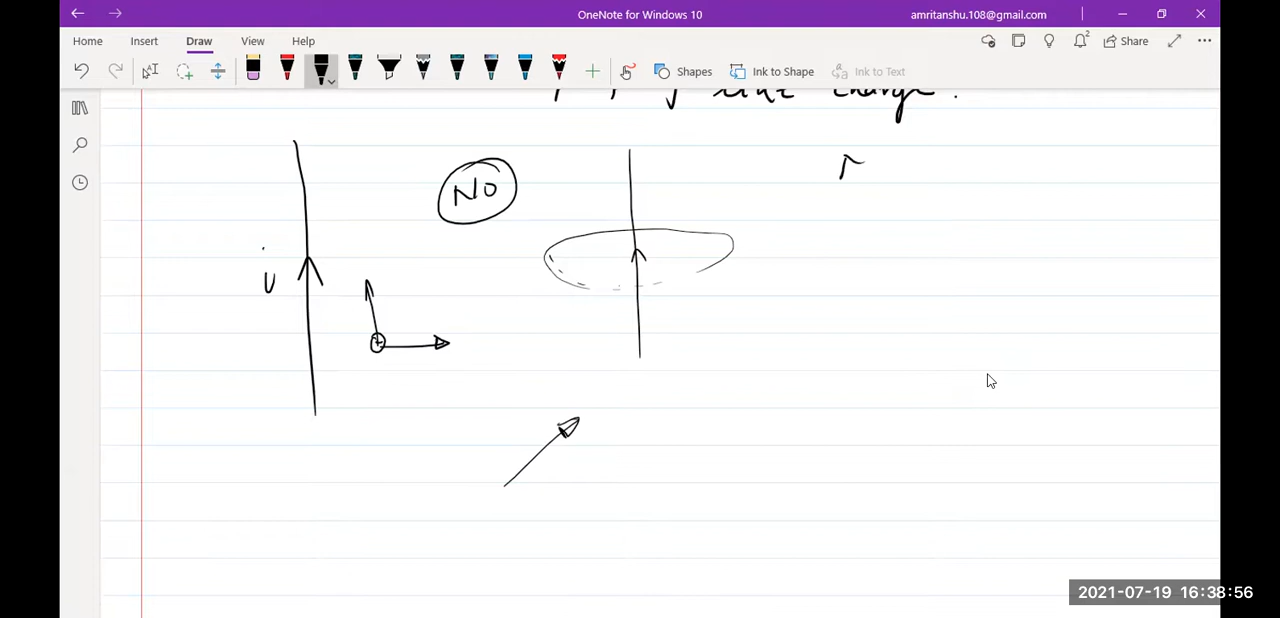 OneNote for Windows 10
amritanshu.108@gmail.com
Home Insert Draw View Help
2
Share
Shapes
Ink to Shape
Ink to Text
line charge.
NO
i
2021-07-19 16:38:56